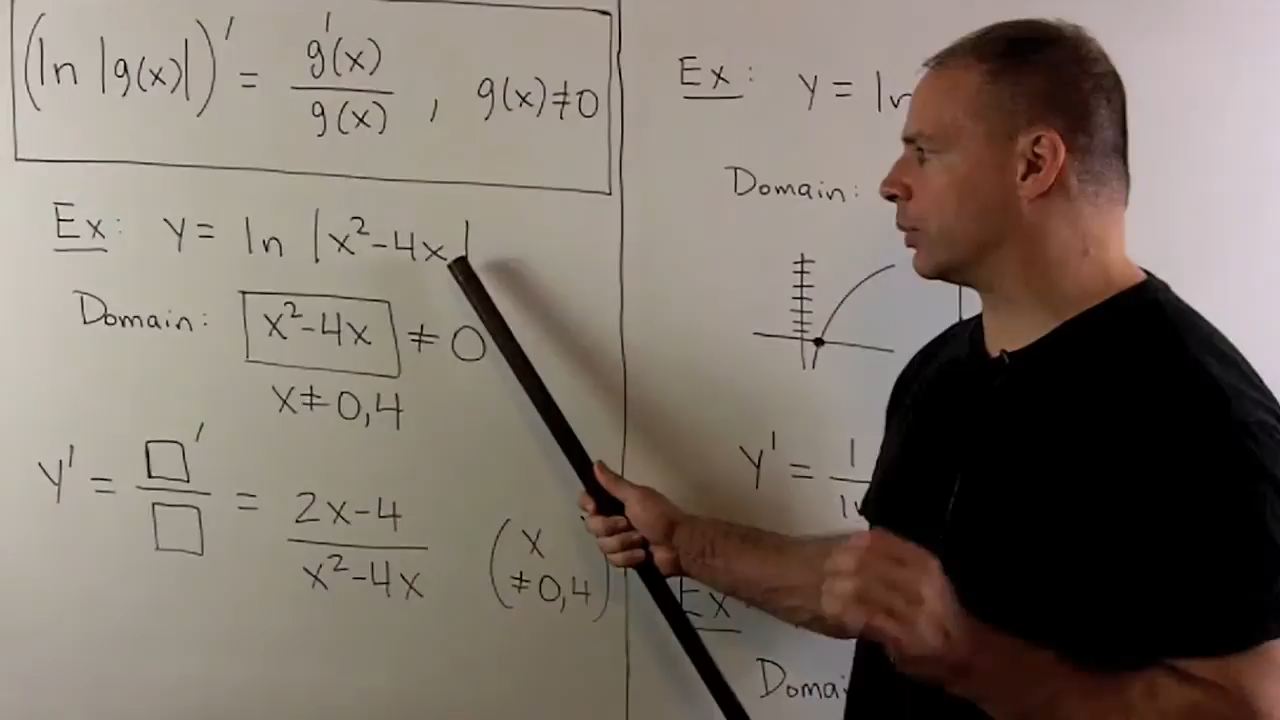 (ln |g(x)|)' = g'(x)/g(x) , g(x)≠0
Ex: y = ln |x²-4x|
Domain: x²-4x ≠ 0
x≠0,4
y' = □'/□ = (2x-4)/(x²-4x) (x ≠0,4)
Ex: y = ln
Domain:
y' = 1/
Ex